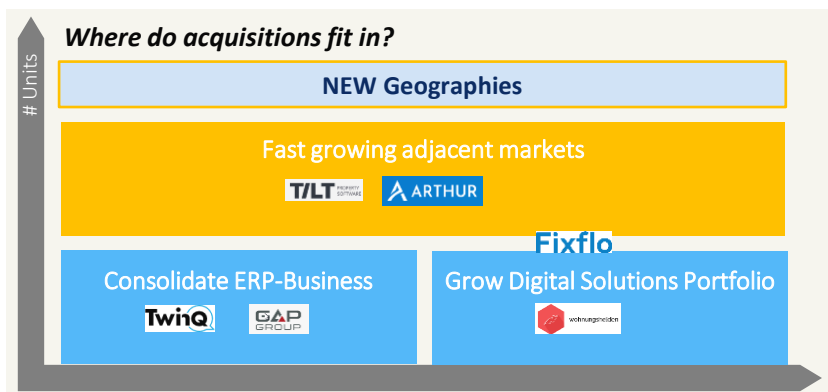 Where do acquisitions fit in?
# Units
NEW Geographies
Fast growing adjacent markets
T/LT PROPERTY SOFTWARE
ARTHUR
Fixflo
Consolidate ERP-Business
Grow Digital Solutions Portfolio
TwinQ
GAP GROUP
wohnungshelden